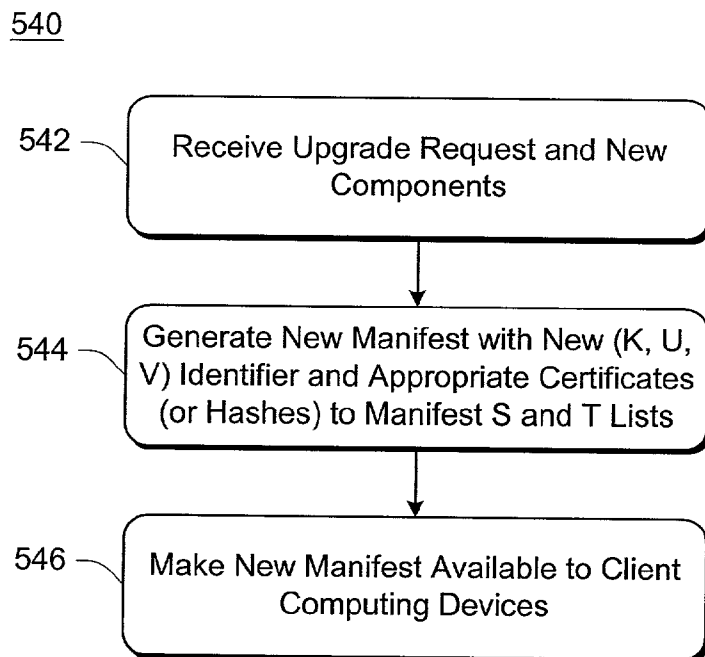 540
542
Receive Upgrade Request and New
Components
544
Generate New Manifest with New (K, U,
V) Identifier and Appropriate Certificates
(or Hashes) to Manifest S and T Lists
546
Make New Manifest Available to Client
Computing Devices